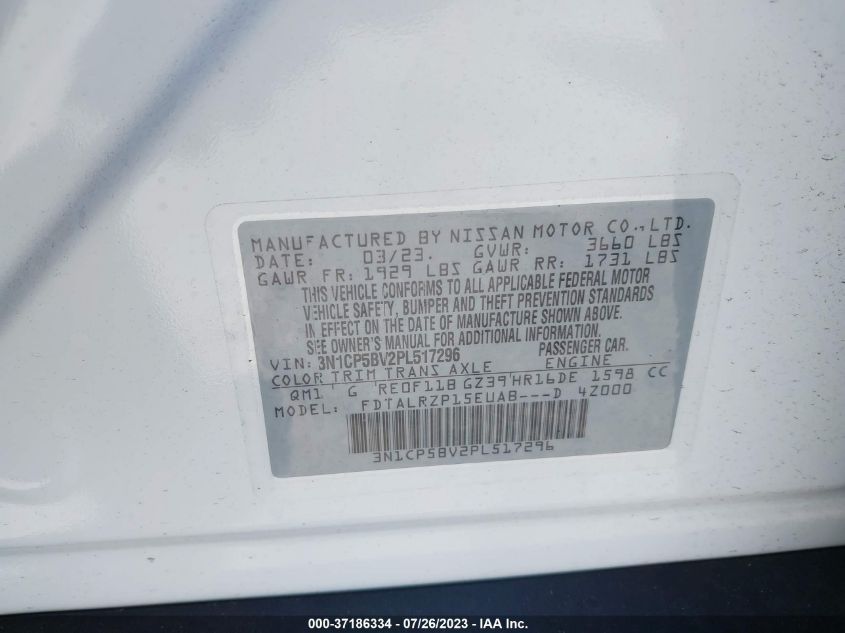 MANUFACTURED BY NISSAN MOTOR CO.,LTD.
DATE: 03/23. GVWR: 3660 LBS
GAWR FR: 1929 LBS GAWR RR: 1731 LBS
THIS VEHICLE CONFORMS TO ALL APPLICABLE FEDERAL MOTOR
VEHICLE SAFETY, BUMPER AND THEFT PREVENTION STANDARDS
IN EFFECT ON THE DATE OF MANUFACTURE SHOWN ABOVE.
SEE OWNER'S MANUAL FOR ADDITIONAL INFORMATION.
VIN: 3N1CP5BV2PL517296 PASSENGER CAR.
COLOR TRIM TRANS AXLE ENGINE
QM1 G RE0F11B GZ39 HR16DE 1598 CC
MODEL: FDTALRZP15EUAB---D 4Z000
3N1CP5BV2PL517296
000-37186334 / 07/26/2023 / IAA Inc.